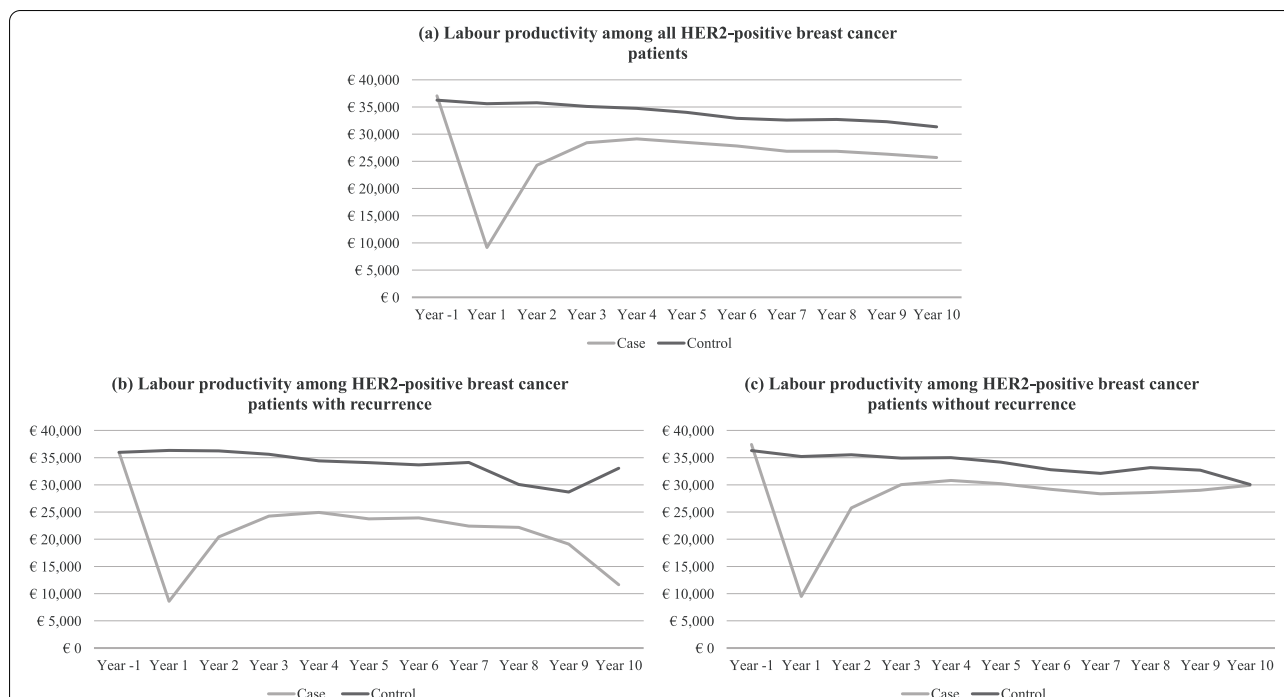 (a) Labour productivity among all HER2-positive breast cancer
patients
€ 40,000
€ 35,000
€ 30,000
€ 25,000
€ 20,000
€ 15,000
€ 10,000
€ 5,000
€ 0
Year -1 Year 1 Year 2 Year 3 Year 4 Year 5 Year 6 Year 7 Year 8 Year 9 Year 10
Case Control
(b) Labour productivity among HER2-positive breast cancer
patients with recurrence
€ 40,000
€ 35,000
€ 30,000
€ 25,000
€ 20,000
€ 15,000
€ 10,000
€ 5,000
€ 0
Year -1 Year 1 Year 2 Year 3 Year 4 Year 5 Year 6 Year 7 Year 8 Year 9 Year 10
Case Control
(c) Labour productivity among HER2-positive breast cancer
patients without recurrence
€ 40,000
€ 35,000
€ 30,000
€ 25,000
€ 20,000
€ 15,000
€ 10,000
€ 5,000
€ 0
Year -1 Year 1 Year 2 Year 3 Year 4 Year 5 Year 6 Year 7 Year 8 Year 9 Year 10
Case Control